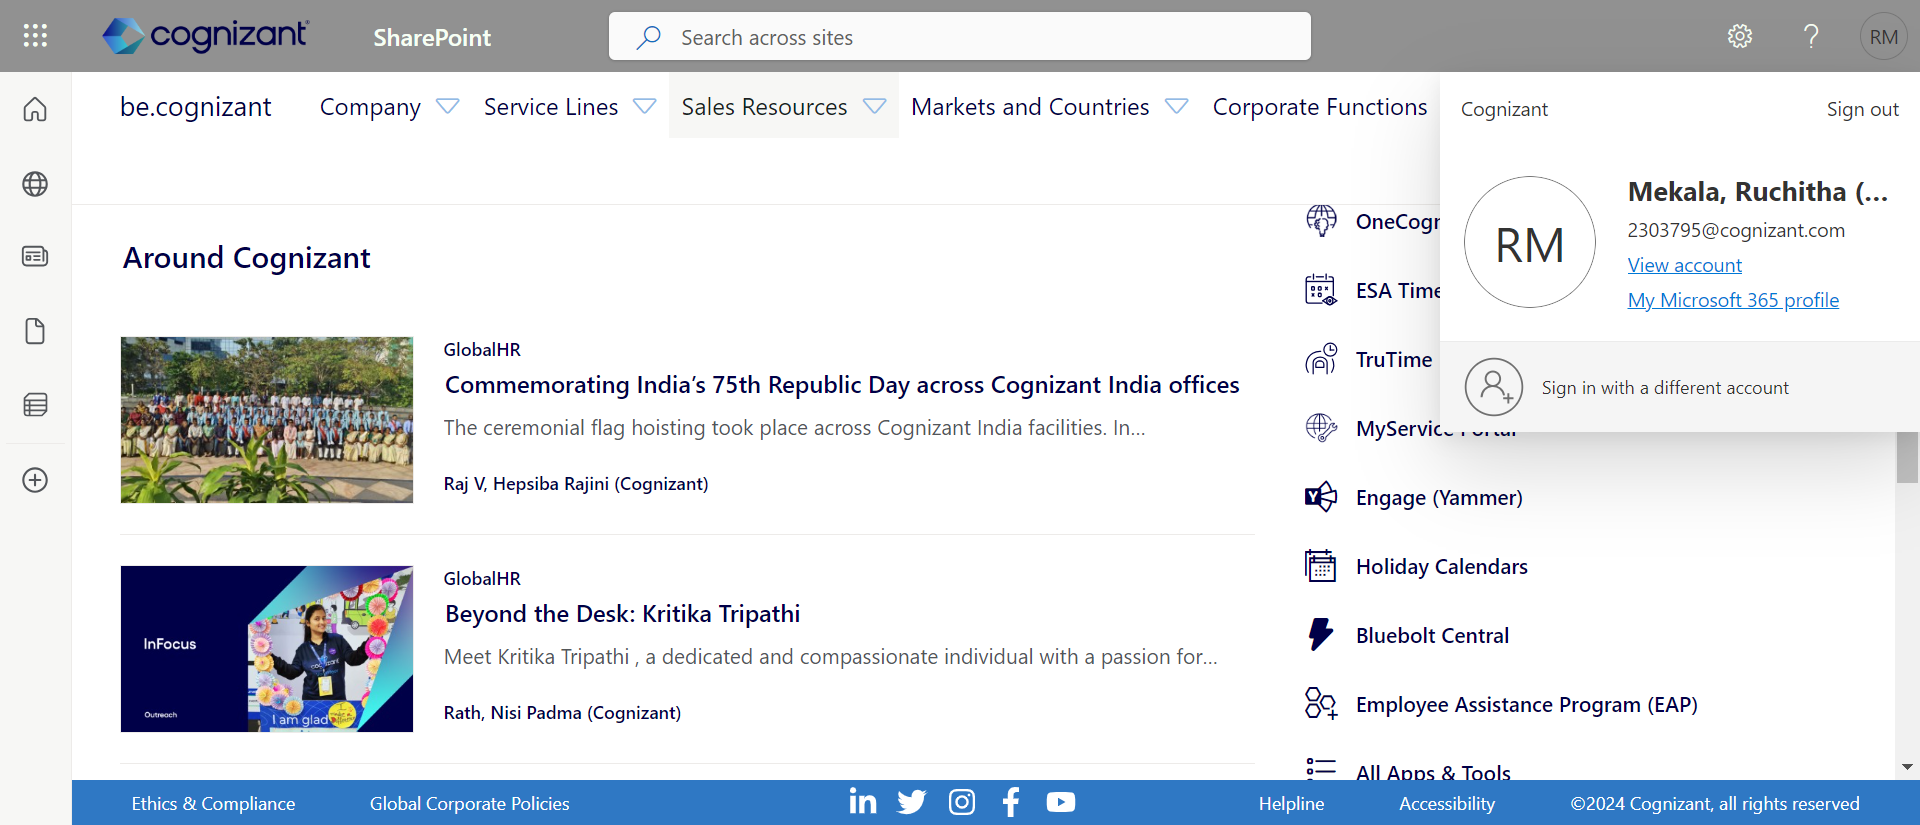 cognizant
SharePoint
Search across sites
RM
be.cognizant
Company
Service Lines
Sales Resources
Markets and Countries
Corporate Functions
Cognizant
Sign out
RM
Mekala, Ruchitha (...
2303795@cognizant.com
View account
My Microsoft 365 profile
Sign in with a different account
Around Cognizant
GlobalHR
Commemorating India's 75th Republic Day across Cognizant India offices
The ceremonial flag hoisting took place across Cognizant India facilities. In...
Raj V, Hepsiba Rajini (Cognizant)
InFocus
Outreach
cognizant
I am glad
GlobalHR
Beyond the Desk: Kritika Tripathi
Meet Kritika Tripathi , a dedicated and compassionate individual with a passion for...
Rath, Nisi Padma (Cognizant)
OneCogn
ESA Time
TruTime
MyService Portal
Engage (Yammer)
Holiday Calendars
Bluebolt Central
Employee Assistance Program (EAP)
All Apps & Tools
Ethics & Compliance
Global Corporate Policies
Helpline
Accessibility
©2024 Cognizant, all rights reserved